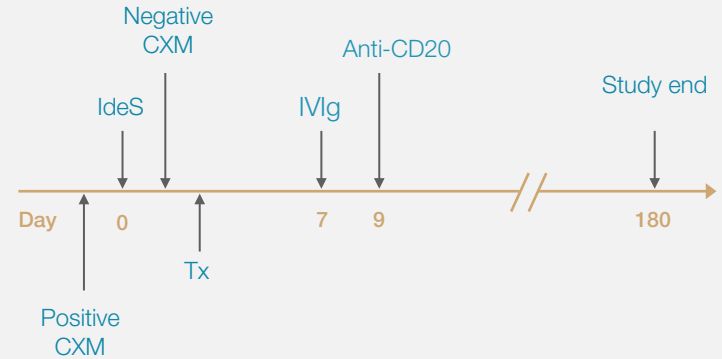 Negative
CXM
Anti-CD20
IdeS
IVIg
Study end
Day
0
7
9
180
Tx
Positive
CXM